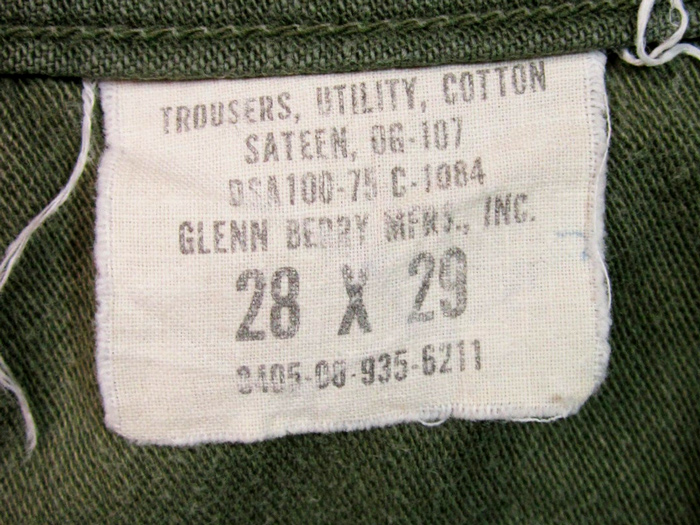 TROUSERS, UTILITY, COTTON
SATEEN, OG-107
DSA100-75 C-1084
GLENN BERRY MFRS., INC.
28 X 29
8405-00-935-6211